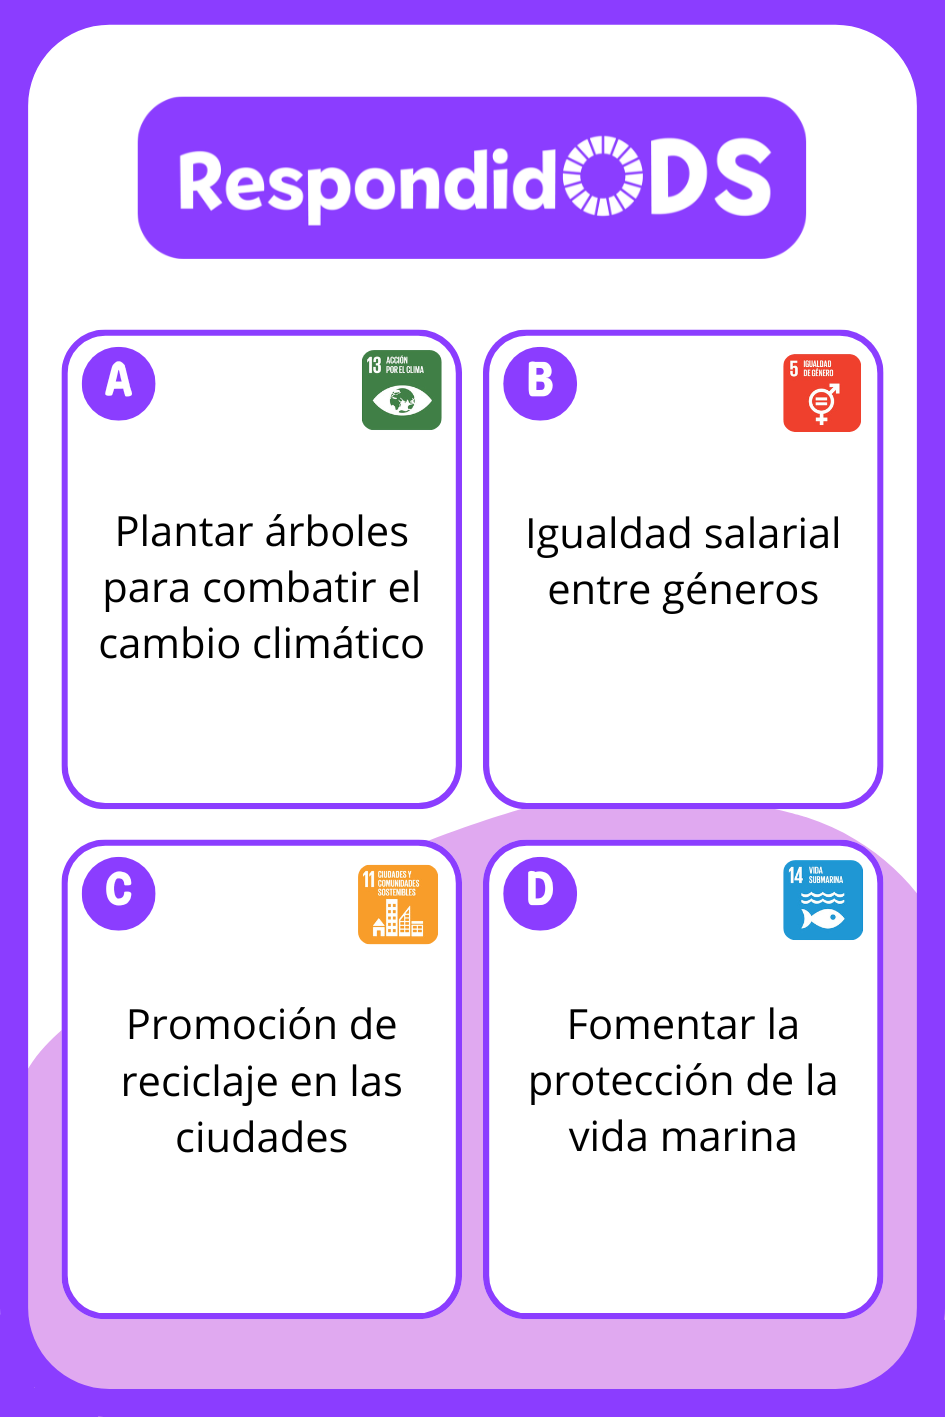 RespondidODS
A
13 ACCIÓN
POR EL CLIMA
Plantar árboles
para combatir el
cambio climático
B
5 IGUALDAD
DE GÉNERO
Igualdad salarial
entre géneros
C
11 CIUDADES Y
COMUNIDADES
SOSTENIBLES
Promoción de
reciclaje en las
ciudades
D
14 VIDA
SUBMARINA
Fomentar la
protección de la
vida marina